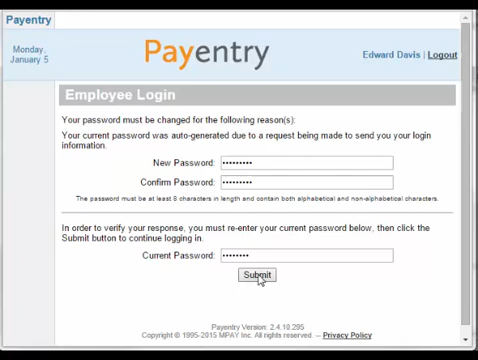 Payentry
Monday,
January 5
Payentry
Edward Davis | Logout
Employee Login
Your password must be changed for the following reason(s):
Your current password was auto-generated due to a request being made to send you your login
information.
New Password: •••••••••
Confirm Password: •••••••••
The password must be at least 6 characters in length and contain both alphabetical and non-alphabetical characters.
In order to verify your response, you must re-enter your current password below, then click the
Submit button to continue logging in.
Current Password: ••••••••
Submit
Payentry Version: 2.4.10.295
Copyright © 1995-2015 MPAY Inc. All rights reserved. -- Privacy Policy